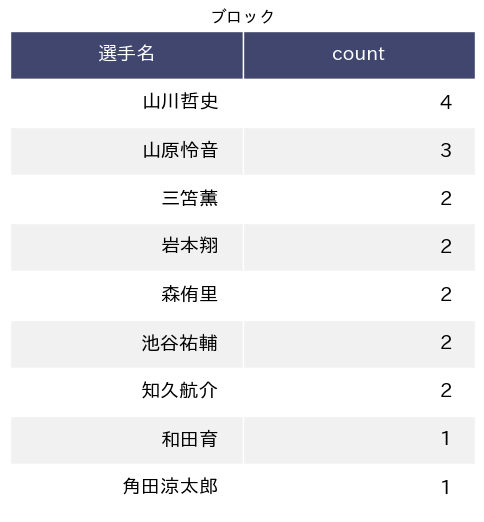 ブロック
選手名 count
山川哲史 4
山原怜音 3
三笘薫 2
岩本翔 2
森侑里 2
池谷祐輔 2
知久航介 2
和田育 1
角田涼太郎 1